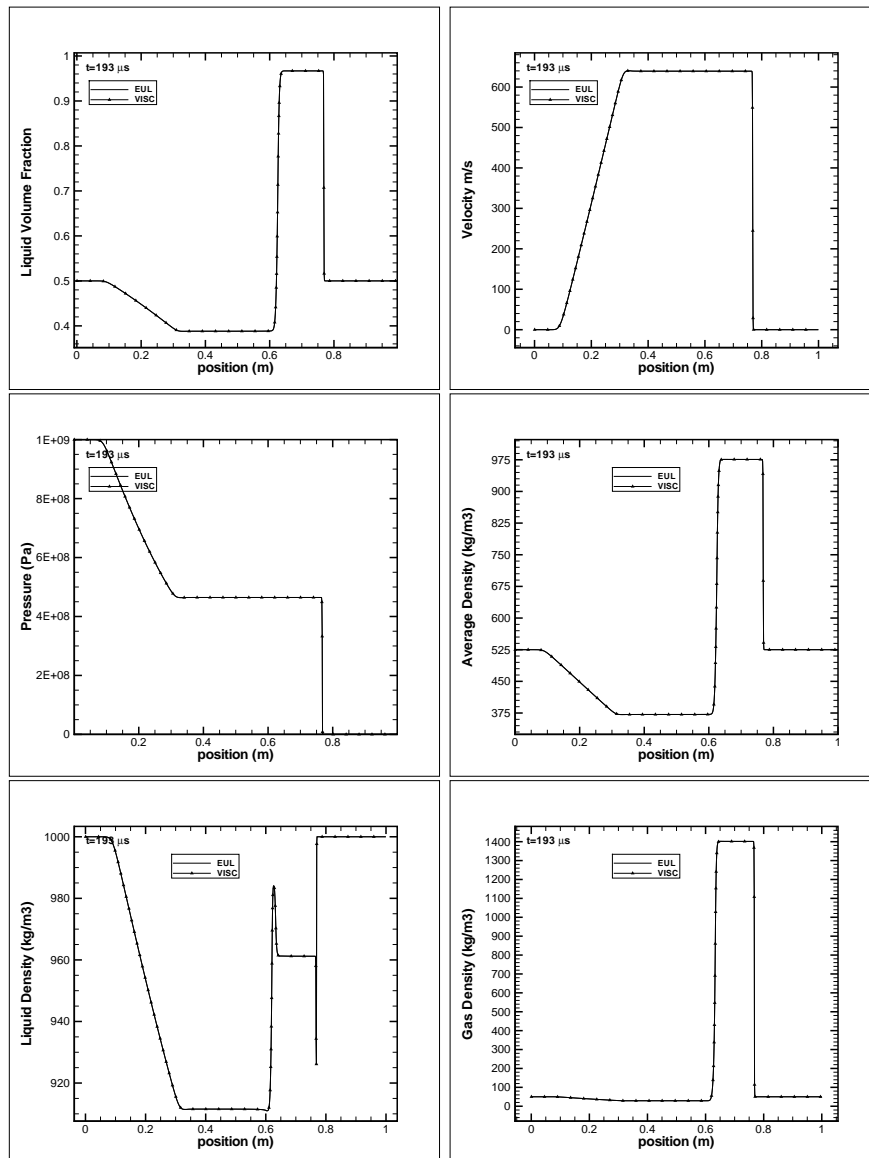 t=193 μs
EUL
VISC
1
0.9
0.8
0.7
0.6
0.5
0.4
0
0.2
0.4
0.6
0.8
position (m)
Liquid Volume Fraction
t=193 μs
EUL
VISC
600
500
400
300
200
100
0
0
0.2
0.4
0.6
0.8
1
position (m)
Velocity m/s
t=193 μs
EUL
VISC
1E+09
8E+08
6E+08
4E+08
2E+08
0
0.2
0.4
0.6
0.8
position (m)
Pressure (Pa)
t=193 μs
EUL
VISC
975
900
825
750
675
600
525
450
375
0
0.2
0.4
0.6
0.8
1
position (m)
Average Density (kg/m3)
t=193 μs
EUL
VISC
1000
980
960
940
920
0
0.2
0.4
0.6
0.8
1
position (m)
Liquid Density (kg/m3)
t=193 μs
EUL
VISC
1400
1300
1200
1100
1000
900
800
700
600
500
400
300
200
100
0
0
0.2
0.4
0.6
0.8
1
position (m)
Gas Density (kg/m3)